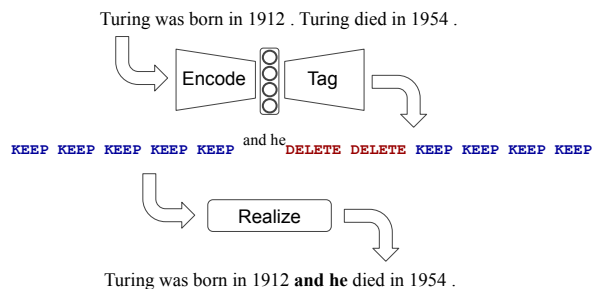 Turing was born in 1912 . Turing died in 1954 .
Encode Tag
KEEP KEEP KEEP KEEP KEEP and he DELETE DELETE KEEP KEEP KEEP KEEP
Realize
Turing was born in 1912 and he died in 1954 .